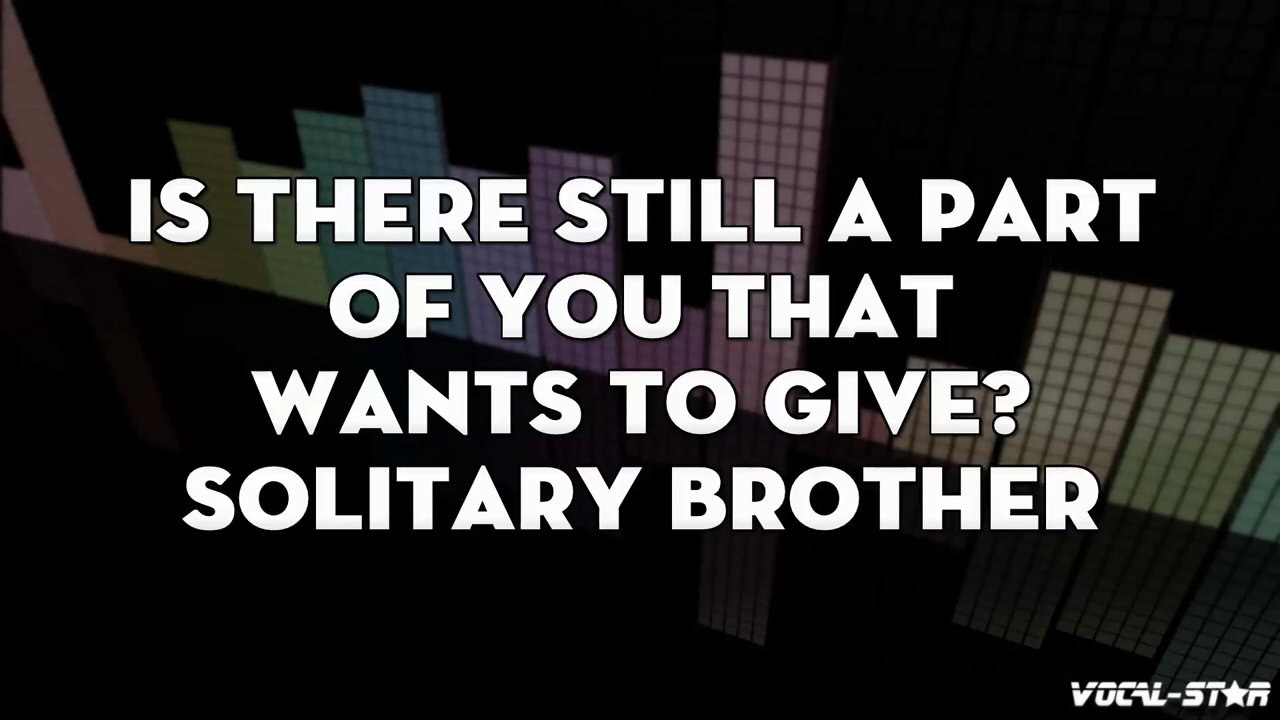 IS THERE STILL A PART
OF YOU THAT
WANTS TO GIVE?
SOLITARY BROTHER
VOCAL-STAR